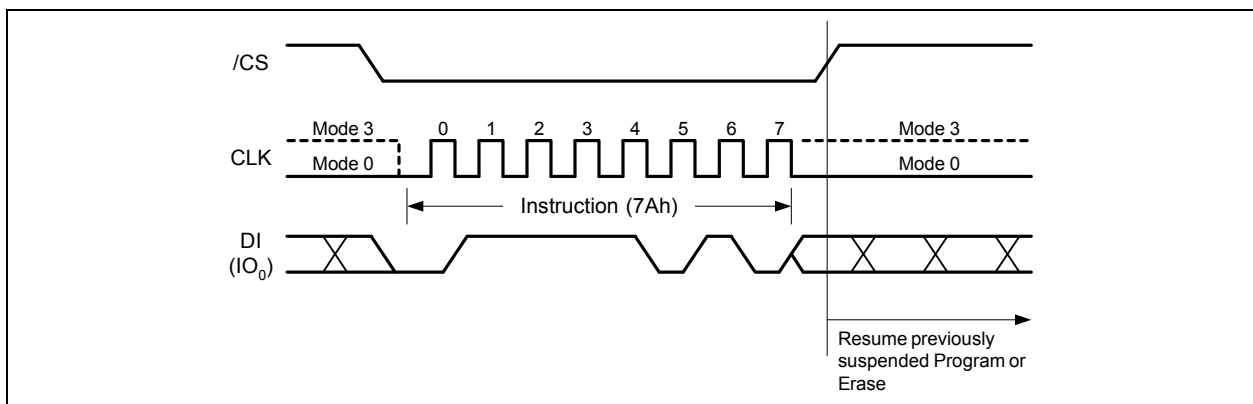 /CS
Mode 3 0 1 2 3 4 5 6 7 Mode 3
CLK
Mode 0 Mode 0
Instruction (7Ah)
DI
(IO₀)
Resume previously
suspended Program or
Erase